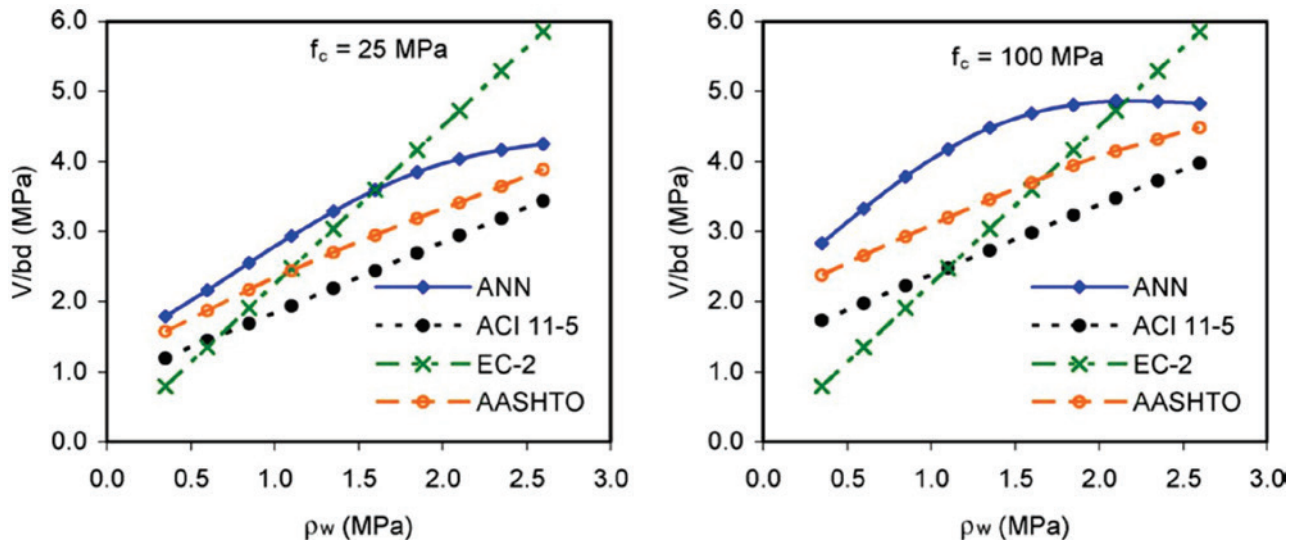 6.0
5.0
4.0
3.0
2.0
1.0
0.0
V/bd (MPa)
f_c = 25 MPa
ANN
ACI 11-5
EC-2
AASHTO
0.0 0.5 1.0 1.5 2.0 2.5 3.0
ρw (MPa)
6.0
5.0
4.0
3.0
2.0
1.0
0.0
V/bd (MPa)
f_c = 100 MPa
ANN
ACI 11-5
EC-2
AASHTO
0.0 0.5 1.0 1.5 2.0 2.5 3.0
ρw (MPa)